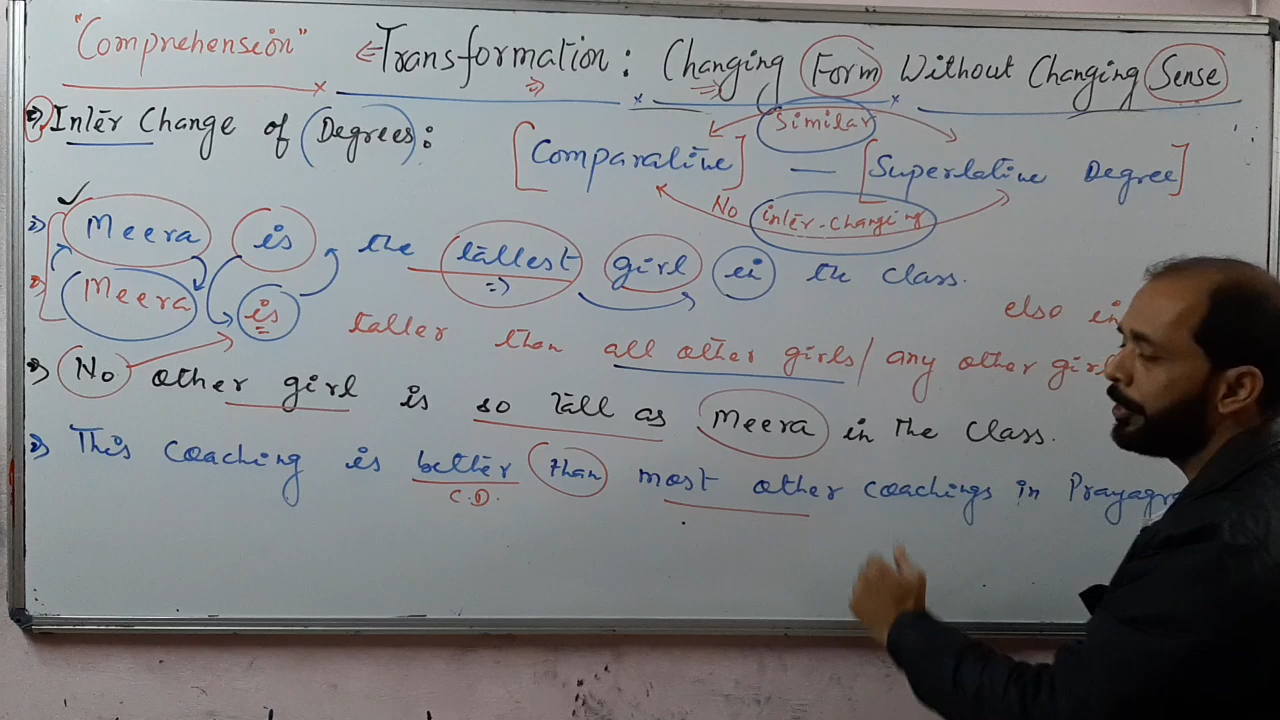 "Comprehension" Transformation: Changing Form Without Changing Sense
Inter Change of Degrees: [Comparative] — [Superlative Degree]
Similar
No inter-changing
Meera is the tallest girl in the class.
Meera is taller than all other girls / any other girl
else in
No other girl is so tall as Meera in the class.
This coaching is better than most other coachings in
C.D.